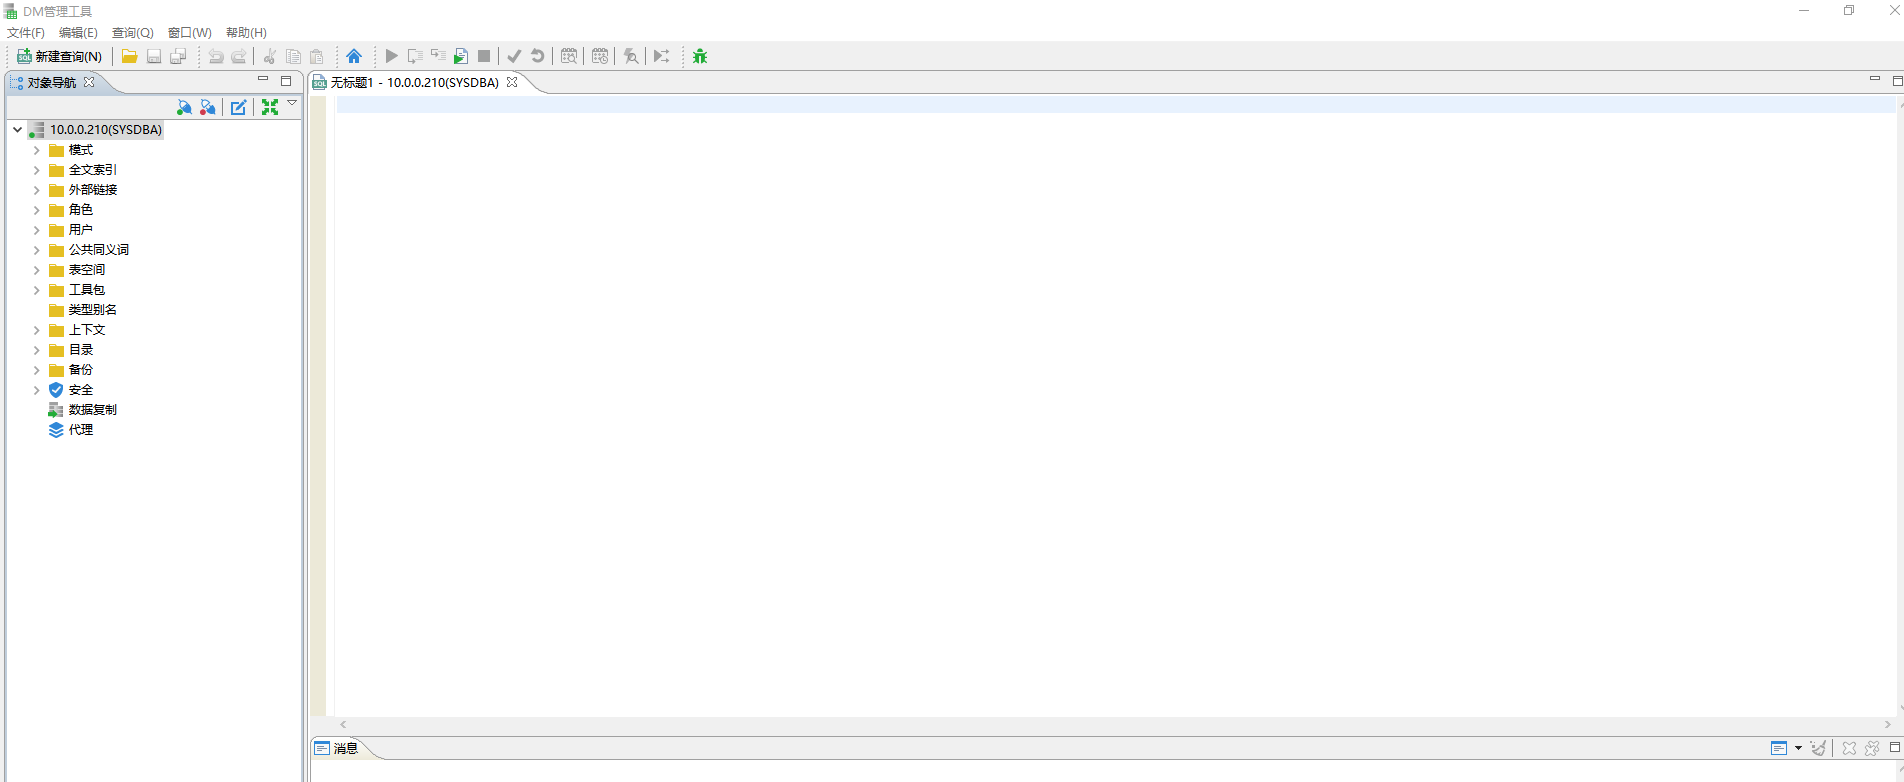 DM管理工具
文件(F) 编辑(E) 查询(Q) 窗口(W) 帮助(H)
新建查询(N)
对象导航
无标题1 - 10.0.0.210(SYSDBA)
10.0.0.210(SYSDBA)
模式
全文索引
外部链接
角色
用户
公共同义词
表空间
工具包
类型别名
上下文
目录
备份
安全
数据复制
代理
消息